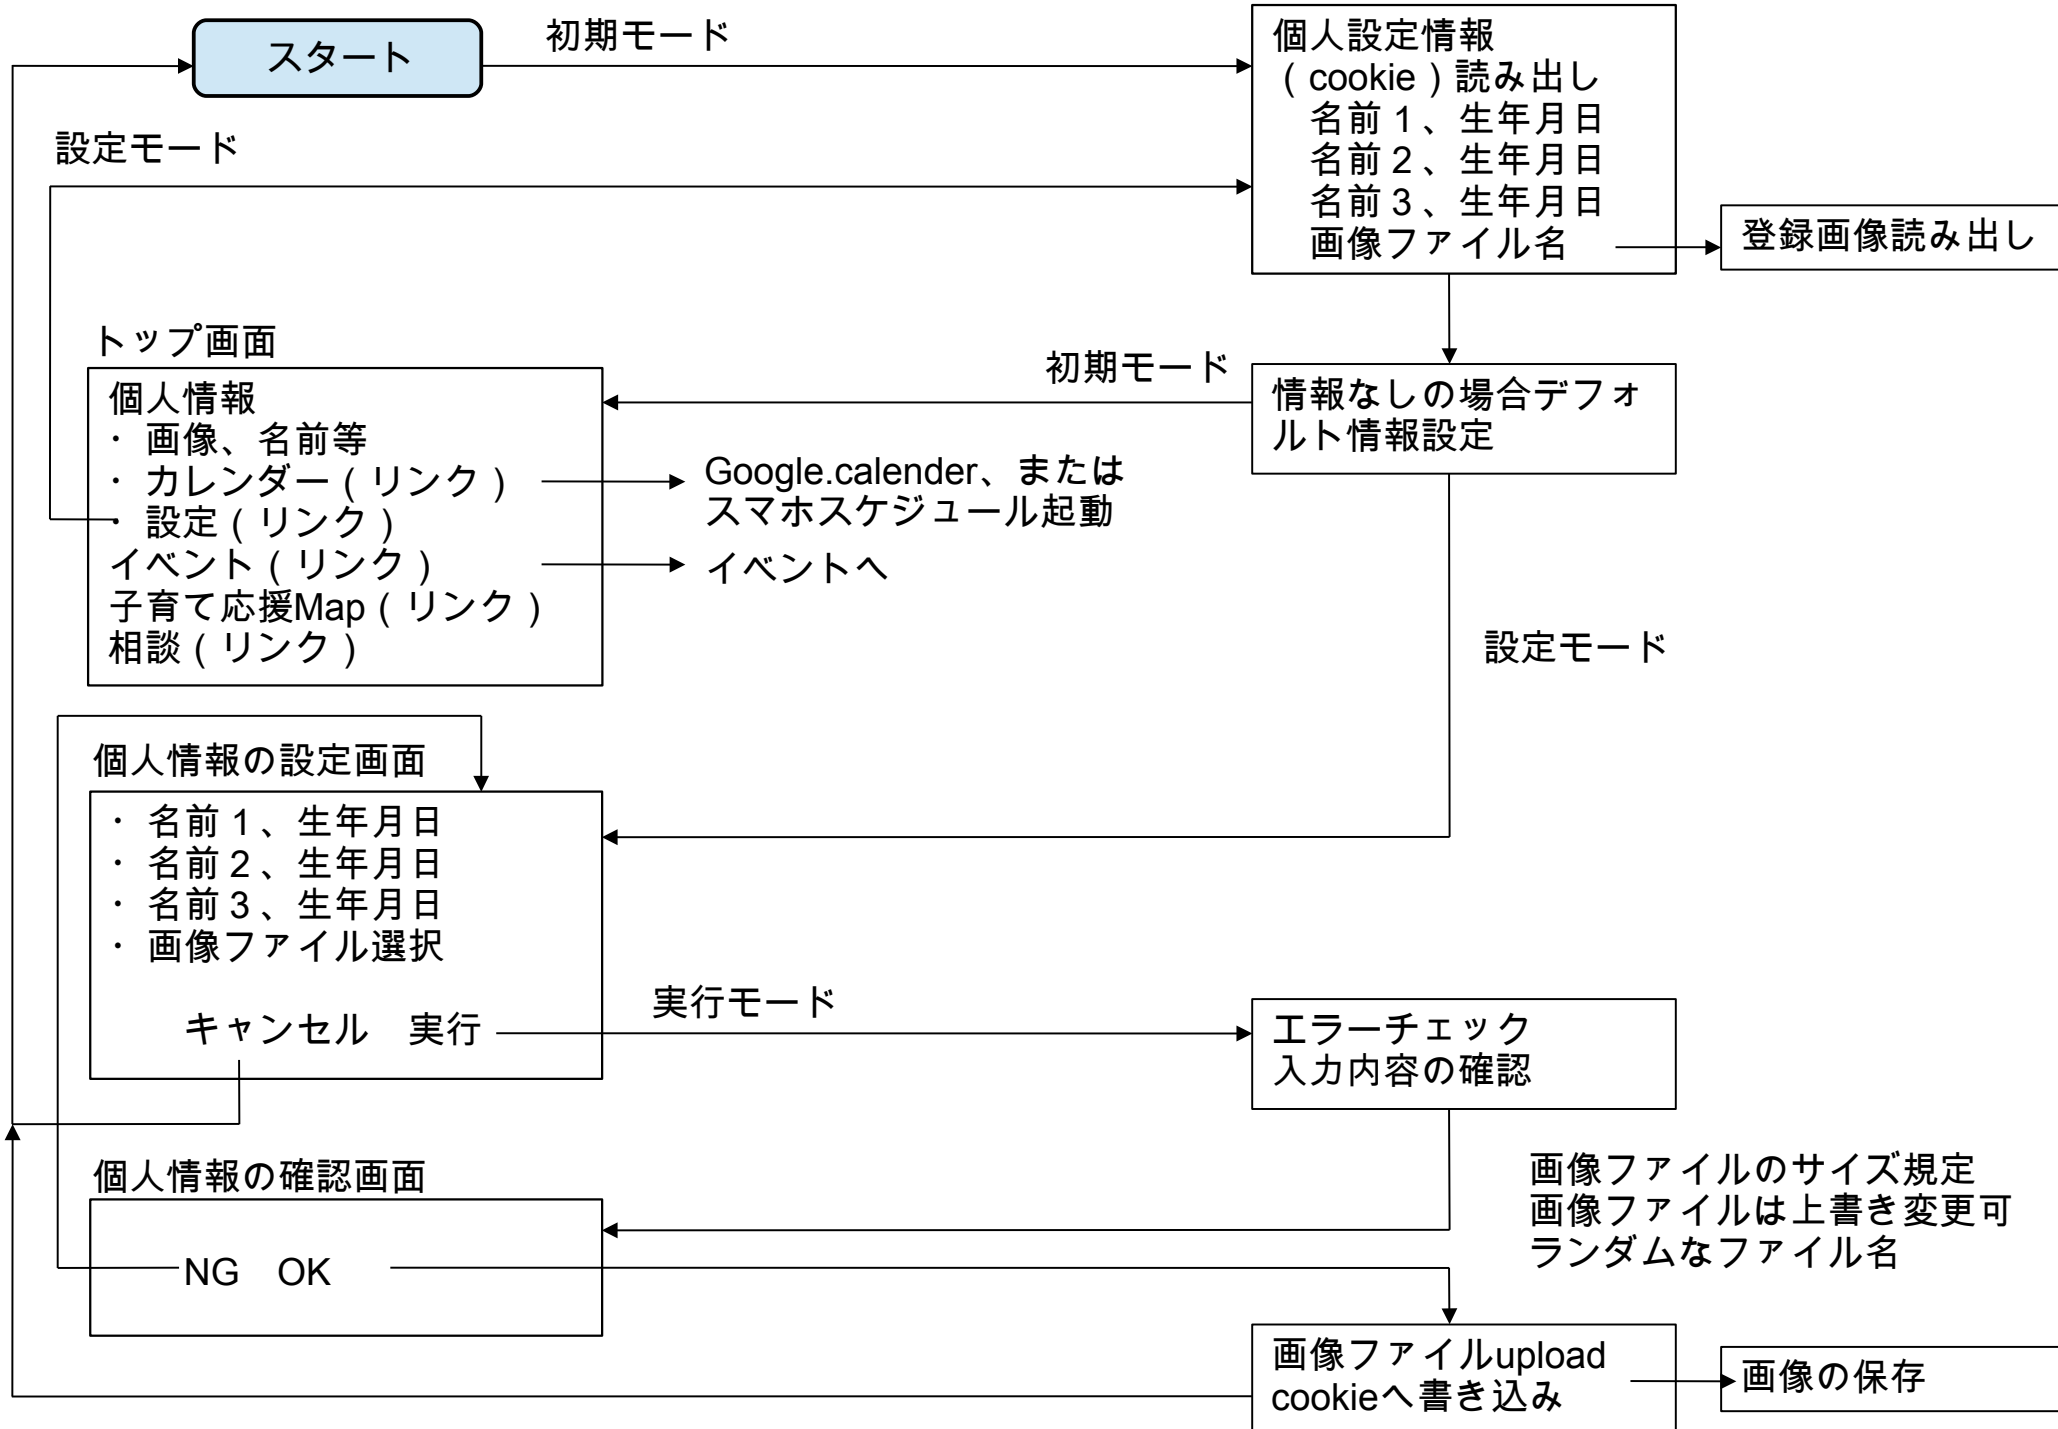 スタート
初期モード
個人設定情報
（cookie）読み出し
名前１、生年月日
名前２、生年月日
名前３、生年月日
画像ファイル名
登録画像読み出し
設定モード
トップ画面
個人情報
・ 画像、名前等
・ カレンダー（リンク）
・ 設定（リンク）
イベント（リンク）
子育て応援Map（リンク）
相談（リンク）
初期モード
情報なしの場合デフォ
ルト情報設定
Google.calender、または
スマホスケジュール起動
イベントへ
設定モード
個人情報の設定画面
・ 名前１、生年月日
・ 名前２、生年月日
・ 名前３、生年月日
・ 画像ファイル選択
キャンセル　実行
実行モード
エラーチェック
入力内容の確認
個人情報の確認画面
NG　OK
画像ファイルのサイズ規定
画像ファイルは上書き変更可
ランダムなファイル名
画像ファイルupload
cookieへ書き込み
画像の保存